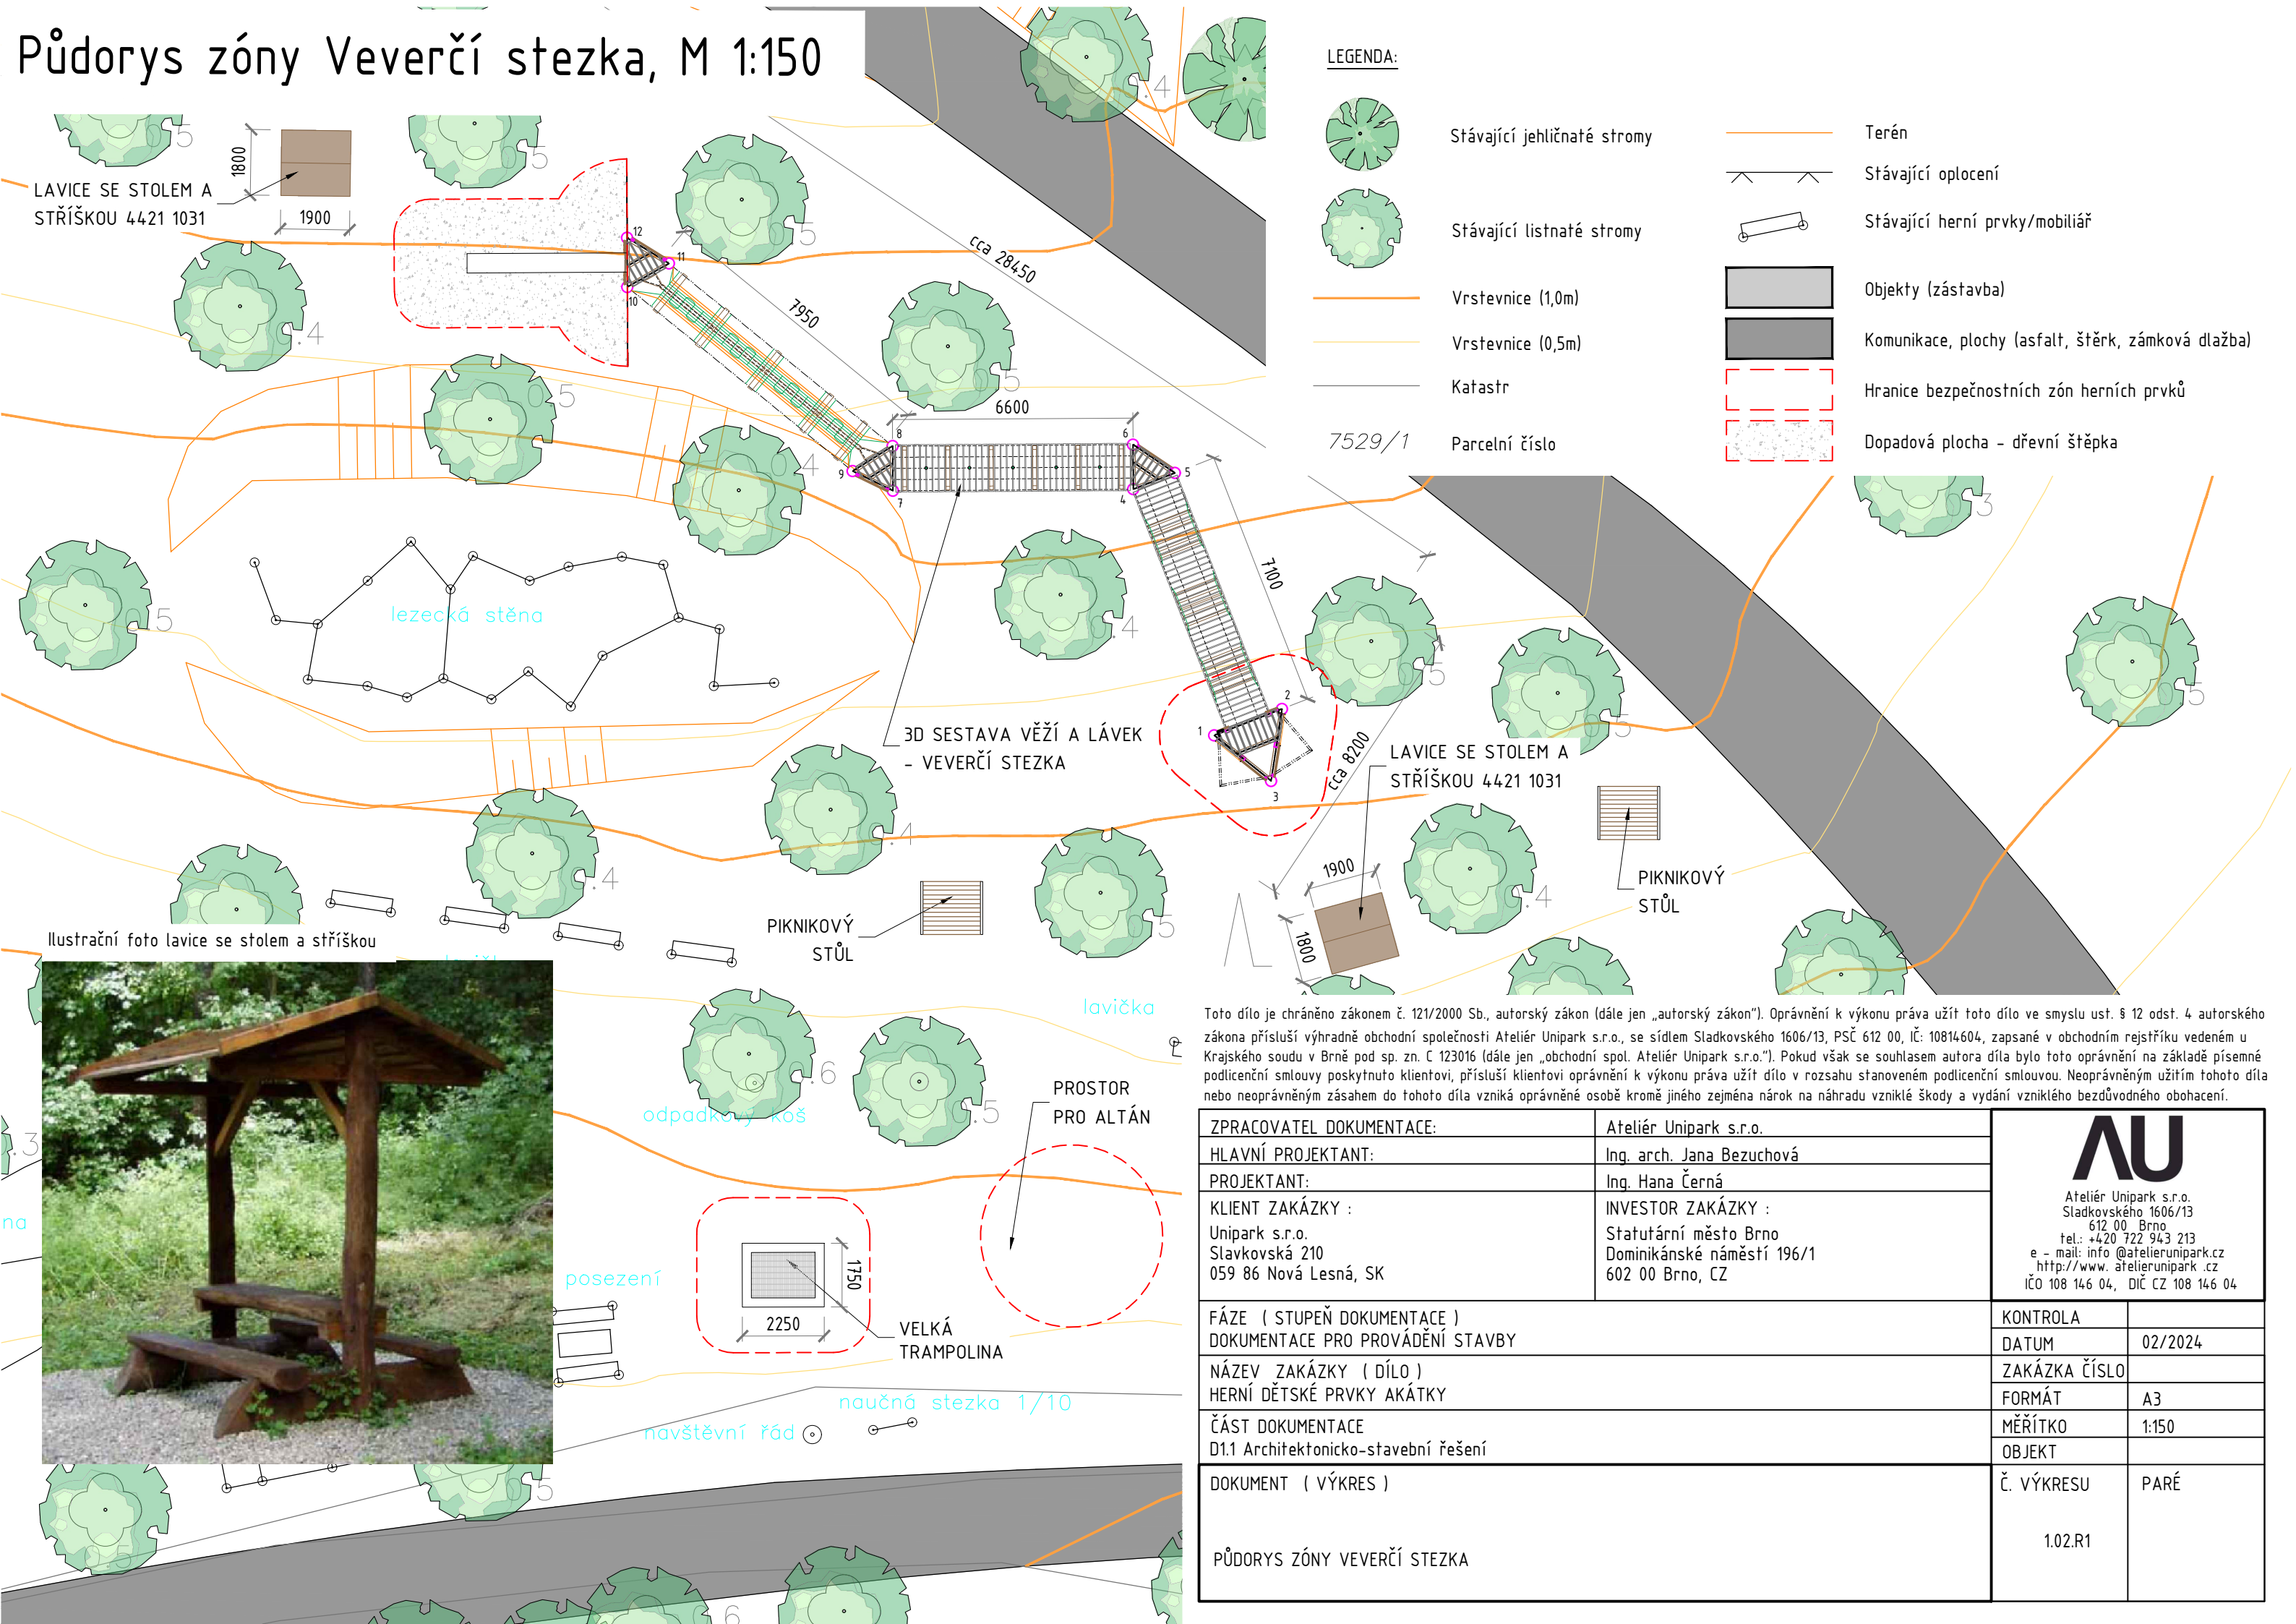 Půdorys zóny Veverčí stezka, M 1:150
LAVICE SE STOLEM A
STŘÍŠKOU 4421 1031
1800
1900
12
11
10
9
8
7
6
5
4
3
2
1
7950
cca 28450
6600
7100
cca 8200
lezecká stěna
3D SESTAVA VĚŽÍ A LÁVEK
- VEVERČÍ STEZKA
LAVICE SE STOLEM A
STŘÍŠKOU 4421 1031
1900
1800
PIKNIKOVÝ
STŮL
PIKNIKOVÝ
STŮL
Ilustrační foto lavice se stolem a stříškou
lavička
odpadkový koš
PROSTOR
PRO ALTÁN
posezení
1750
2250
VELKÁ
TRAMPOLINA
naučná stezka 1/10
navštěvní řád
LEGENDA:
Stávající jehličnaté stromy
Stávající listnaté stromy
Vrstevnice (1,0m)
Vrstevnice (0,5m)
Katastr
7529/1
Parcelní číslo
Terén
Stávající oplocení
Stávající herní prvky/mobiliář
Objekty (zástavba)
Komunikace, plochy (asfalt, štěrk, zámková dlažba)
Hranice bezpečnostních zón herních prvků
Dopadová plocha - dřevní štěpka
Toto dílo je chráněno zákonem č. 121/2000 Sb., autorský zákon (dále jen „autorský zákon"). Oprávnění k výkonu práva užít toto dílo ve smyslu ust. § 12 odst. 4 autorského
zákona přísluší výhradně obchodní společnosti Ateliér Unipark s.r.o., se sídlem Sladkovského 1606/13, PSČ 612 00, IČ: 10814604, zapsané v obchodním rejstříku vedeném u
Krajského soudu v Brně pod sp. zn. C 123016 (dále jen „obchodní spol. Ateliér Unipark s.r.o."). Pokud však se souhlasem autora díla bylo toto oprávnění na základě písemné
podlicenční smlouvy poskytnuto klientovi, přísluší klientovi oprávnění k výkonu práva užít dílo v rozsahu stanoveném podlicenční smlouvou. Neoprávněným užitím tohoto díla
nebo neoprávněným zásahem do tohoto díla vzniká oprávněné osobě kromě jiného zejména nárok na náhradu vzniklé škody a vydání vzniklého bezdůvodného obohacení.
ZPRACOVATEL DOKUMENTACE: Ateliér Unipark s.r.o.
HLAVNÍ PROJEKTANT: Ing. arch. Jana Bezuchová
PROJEKTANT: Ing. Hana Černá
KLIENT ZAKÁZKY :
Unipark s.r.o.
Slavkovská 210
059 86 Nová Lesná, SK
INVESTOR ZAKÁZKY :
Statutární město Brno
Dominikánské náměstí 196/1
602 00 Brno, CZ
AU
Ateliér Unipark s.r.o.
Sladkovského 1606/13
612 00 Brno
tel.: +420 722 943 213
e - mail: info @atelierunipark.cz
http://www. atelierunipark .cz
IČO 108 146 04, DIČ CZ 108 146 04
FÁZE ( STUPEŇ DOKUMENTACE )
DOKUMENTACE PRO PROVÁDĚNÍ STAVBY
NÁZEV ZAKÁZKY ( DÍLO )
HERNÍ DĚTSKÉ PRVKY AKÁTKY
ČÁST DOKUMENTACE
D1.1 Architektonicko-stavební řešení
KONTROLA
DATUM 02/2024
ZAKÁZKA ČÍSLO
FORMÁT A3
MĚŘÍTKO 1:150
OBJEKT
DOKUMENT ( VÝKRES )
PŮDORYS ZÓNY VEVERČÍ STEZKA
Č. VÝKRESU
1.02.R1
PARÉ